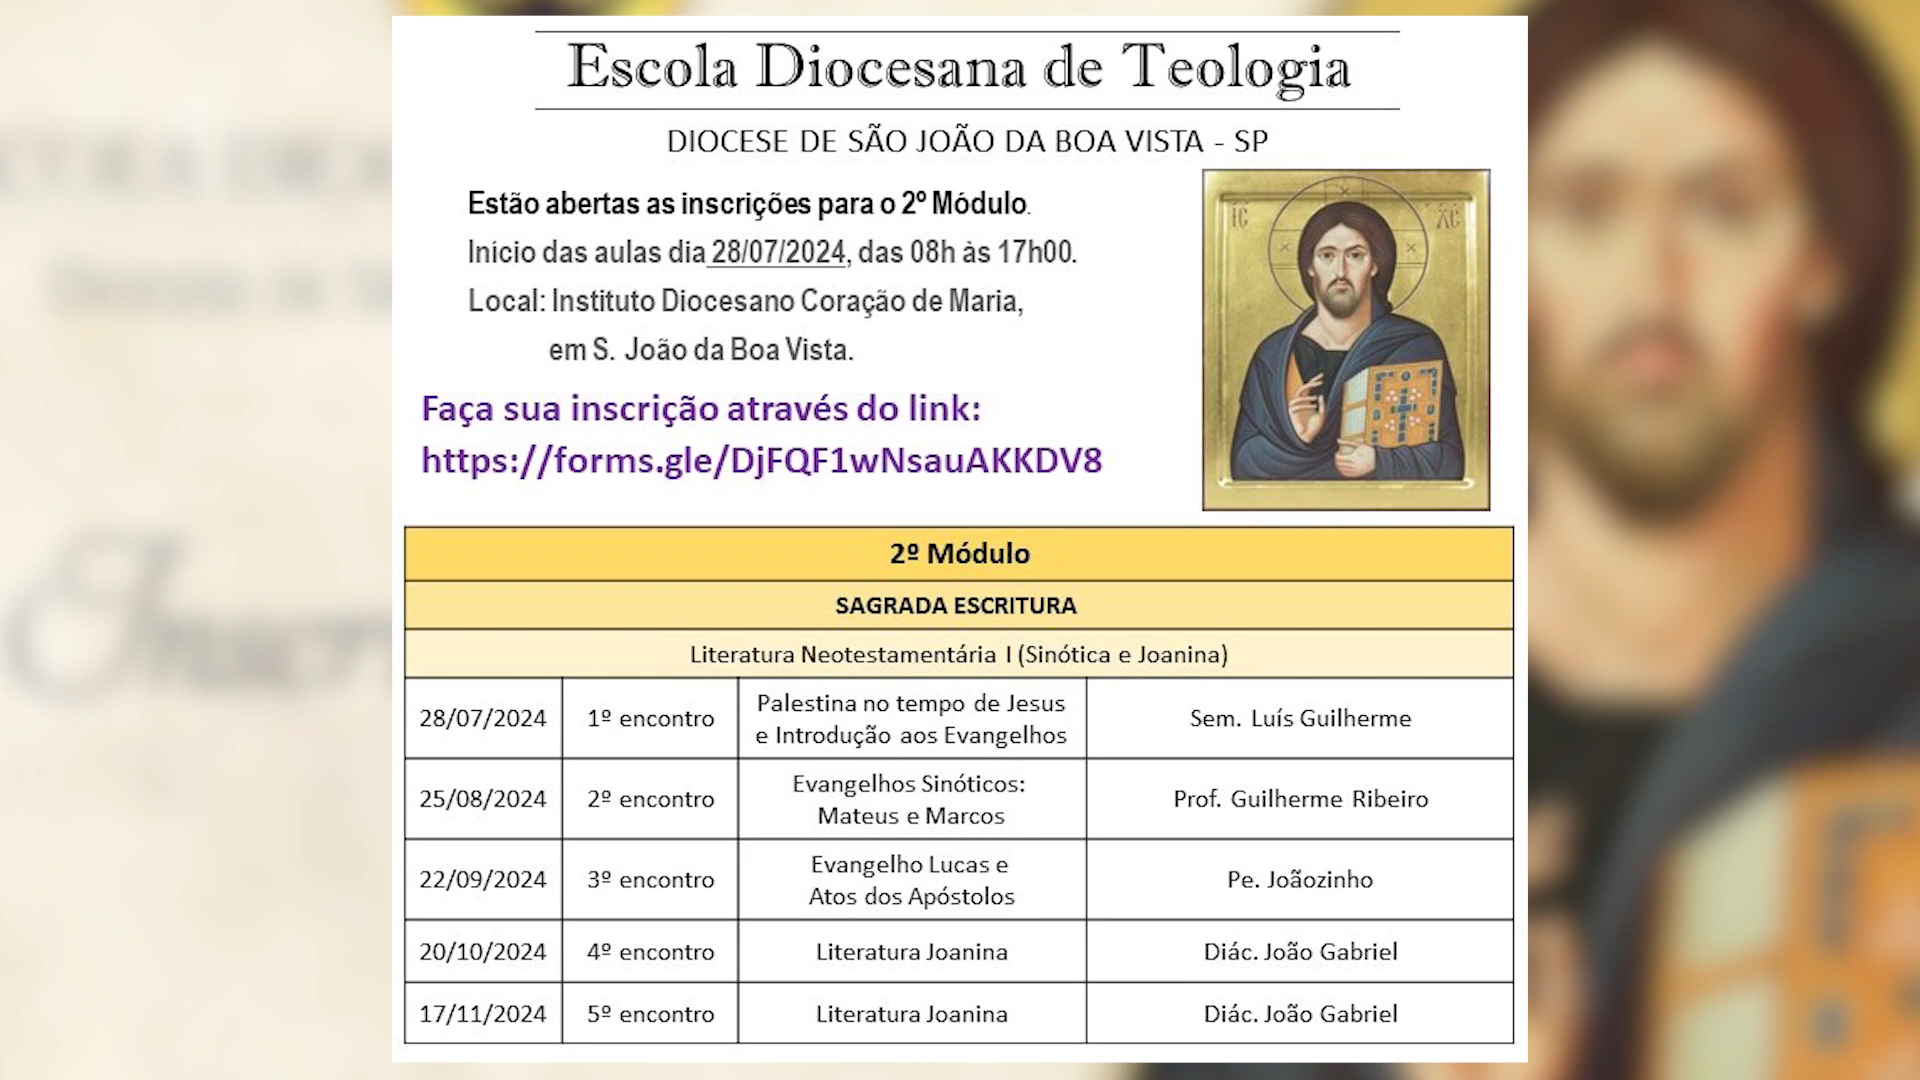 Escola Diocesana de Teologia
DIOCESE DE SÃO JOÃO DA BOA VISTA - SP
Estão abertas as inscrições para o 2º Módulo.
Início das aulas dia 28/07/2024, das 08h às 17h00.
Local: Instituto Diocesano Coração de Maria,
em S. João da Boa Vista.
Faça sua inscrição através do link:
https://forms.gle/DjFQF1wNsauAKKDV8
IC XC
2º Módulo
SAGRADA ESCRITURA
Literatura Neotestamentária I (Sinótica e Joanina)
28/07/2024 1º encontro Palestina no tempo de Jesus
e Introdução aos Evangelhos Sem. Luís Guilherme
25/08/2024 2º encontro Evangelhos Sinóticos:
Mateus e Marcos Prof. Guilherme Ribeiro
22/09/2024 3º encontro Evangelho Lucas e
Atos dos Apóstolos Pe. Joãozinho
20/10/2024 4º encontro Literatura Joanina Diác. João Gabriel
17/11/2024 5º encontro Literatura Joanina Diác. João Gabriel